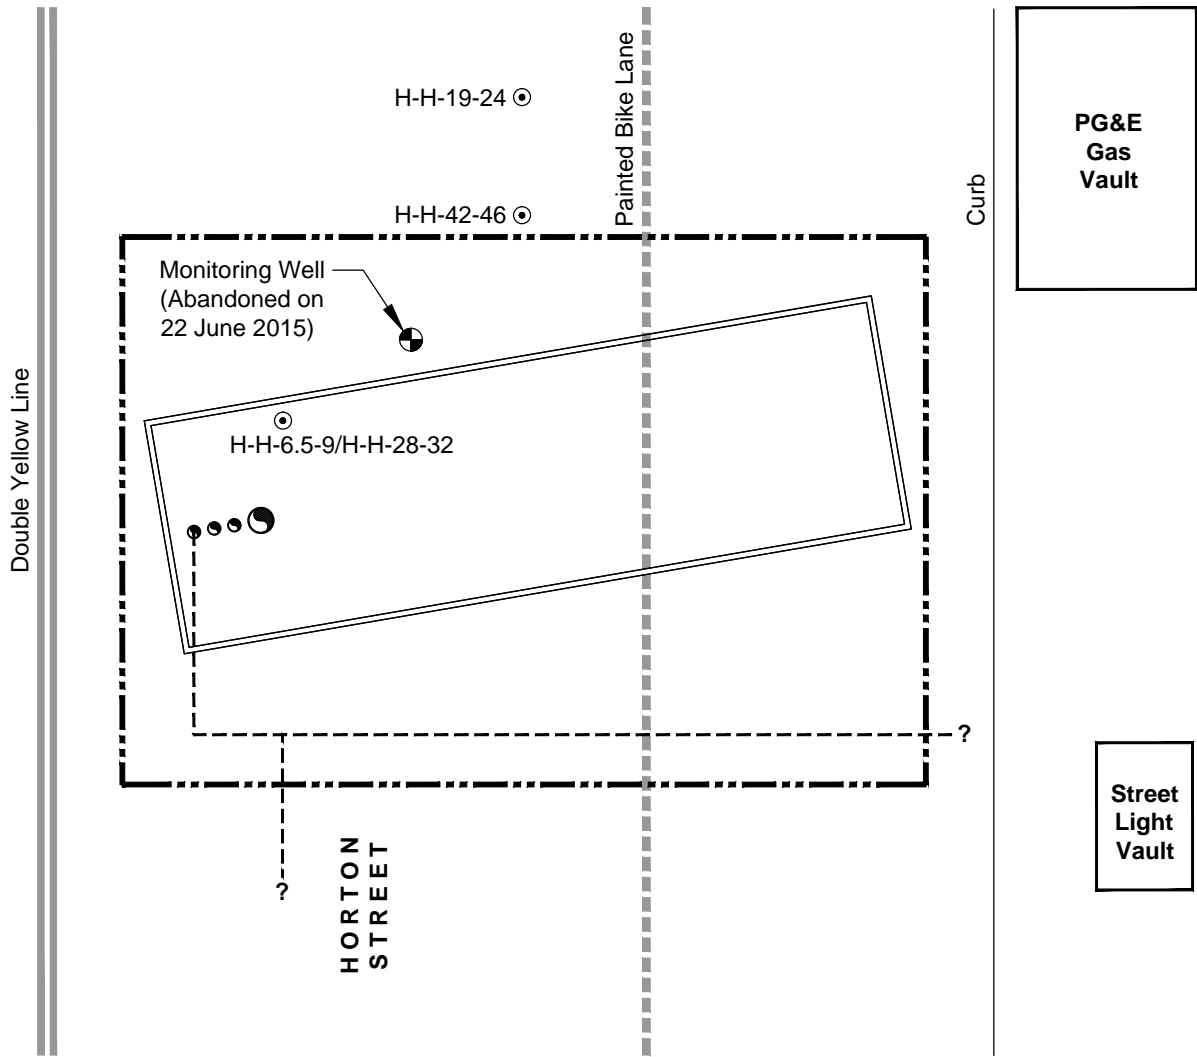 Painted Bike Lane
H-H-19-24
PG&E
Gas
Vault
Curb
H-H-42-46
Monitoring Well
(Abandoned on
22 June 2015)
Double Yellow Line
H-H-6.5-9/H-H-28-32
?
Street
Light
Vault
?
HORTON
STREET